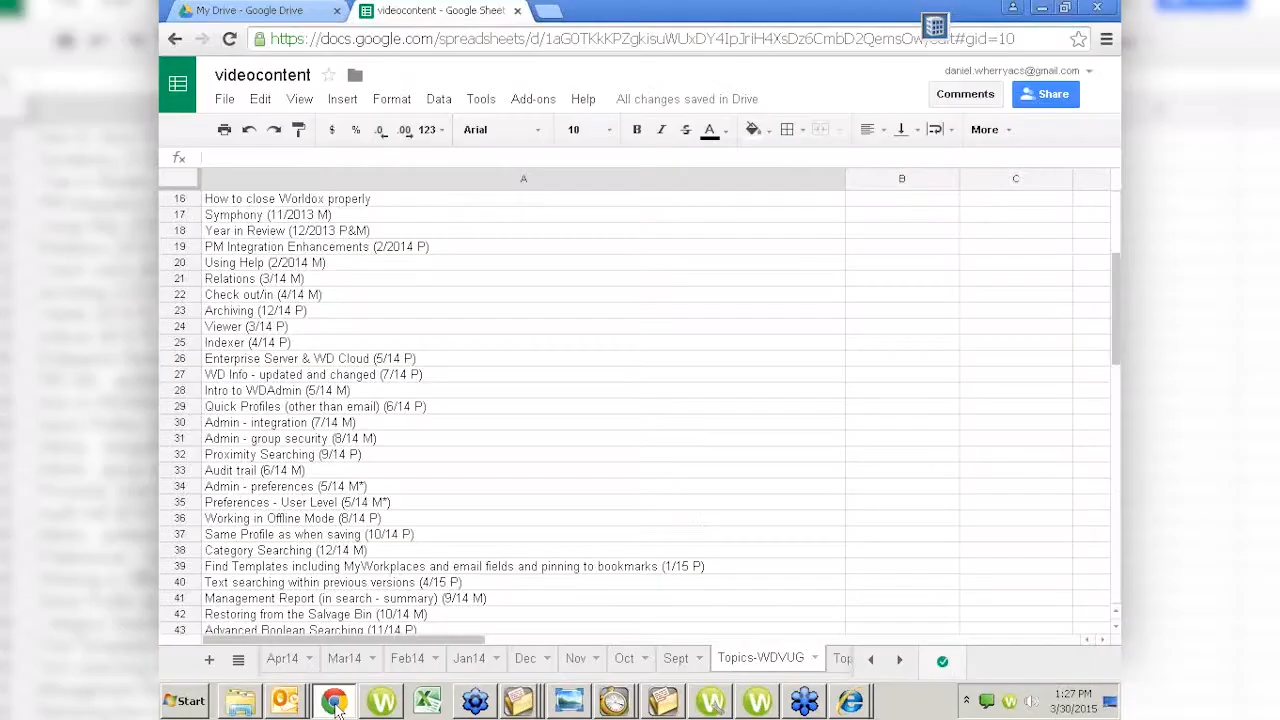 My Drive - Google Drive
videocontent - Google Sheet
https://docs.google.com/spreadsheets/d/
videocontent
daniel.wherryacs@gmail.com
File Edit View Insert Format Data Tools Add-ons Help All changes saved in Drive
Comments Share
$ % .0 .00 123 Arial 10 B I S A More
fx
A B C
16 How to close Worldox properly
17 Symphony (11/2013 M)
18 Year in Review (12/2013 P&M)
19 PM Integration Enhancements (2/2014 P)
20 Using Help (2/2014 M)
21 Relations (3/14 M)
22 Check out/in (4/14 M)
23 Archiving (12/14 P)
24 Viewer (3/14 P)
25 Indexer (4/14 P)
26 Enterprise Server & WD Cloud (5/14 P)
27 WD Info - updated and changed (7/14 P)
28 Intro to WDAdmin (5/14 M)
29 Quick Profiles (other than email) (6/14 P)
30 Admin - integration (7/14 M)
31 Admin - group security (8/14 M)
32 Proximity Searching (9/14 P)
33 Audit trail (6/14 M)
34 Admin - preferences (5/14 M*)
35 Preferences - User Level (5/14 M*)
36 Working in Offline Mode (8/14 P)
37 Same Profile as when saving (10/14 P)
38 Category Searching (12/14 M)
39 Find Templates including MyWorkplaces and email fields and pinning to bookmarks (1/15 P)
40 Text searching within previous versions (4/15 P)
41 Management Report (in search - summary) (9/14 M)
42 Restoring from the Salvage Bin (10/14 M)
43 Advanced Boolean Searching (11/14 P)
Apr14 Mar14 Feb14 Jan14 Dec Nov Oct Sept Topics-WDVUG Top
Start
1:27 PM
3/30/2015